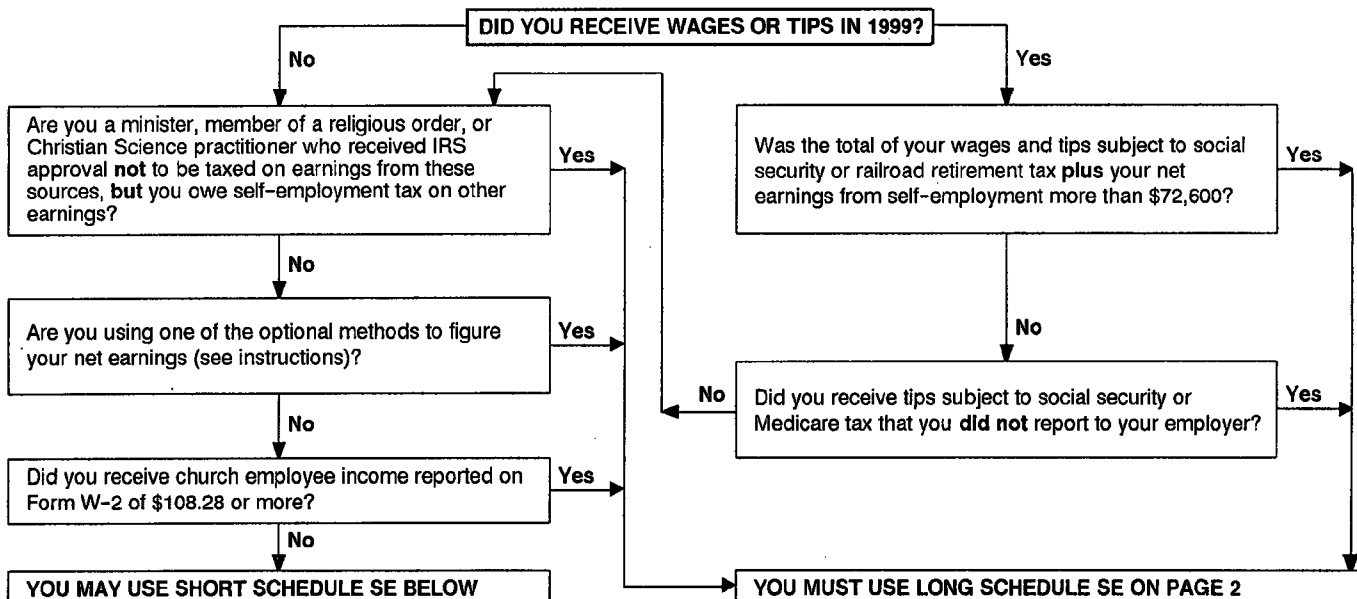 DID YOU RECEIVE WAGES OR TIPS IN 1999?
No
Yes
Are you a minister, member of a religious order, or
Christian Science practitioner who received IRS
approval not to be taxed on earnings from these
sources, but you owe self-employment tax on other
earnings?
Yes
Was the total of your wages and tips subject to social
security or railroad retirement tax plus your net
earnings from self-employment more than $72,600?
Yes
No
Are you using one of the optional methods to figure
your net earnings (see instructions)?
Yes
No
No
Did you receive tips subject to social security or
Medicare tax that you did not report to your employer?
Yes
No
Did you receive church employee income reported on
Form W-2 of $108.28 or more?
Yes
No
YOU MAY USE SHORT SCHEDULE SE BELOW
YOU MUST USE LONG SCHEDULE SE ON PAGE 2